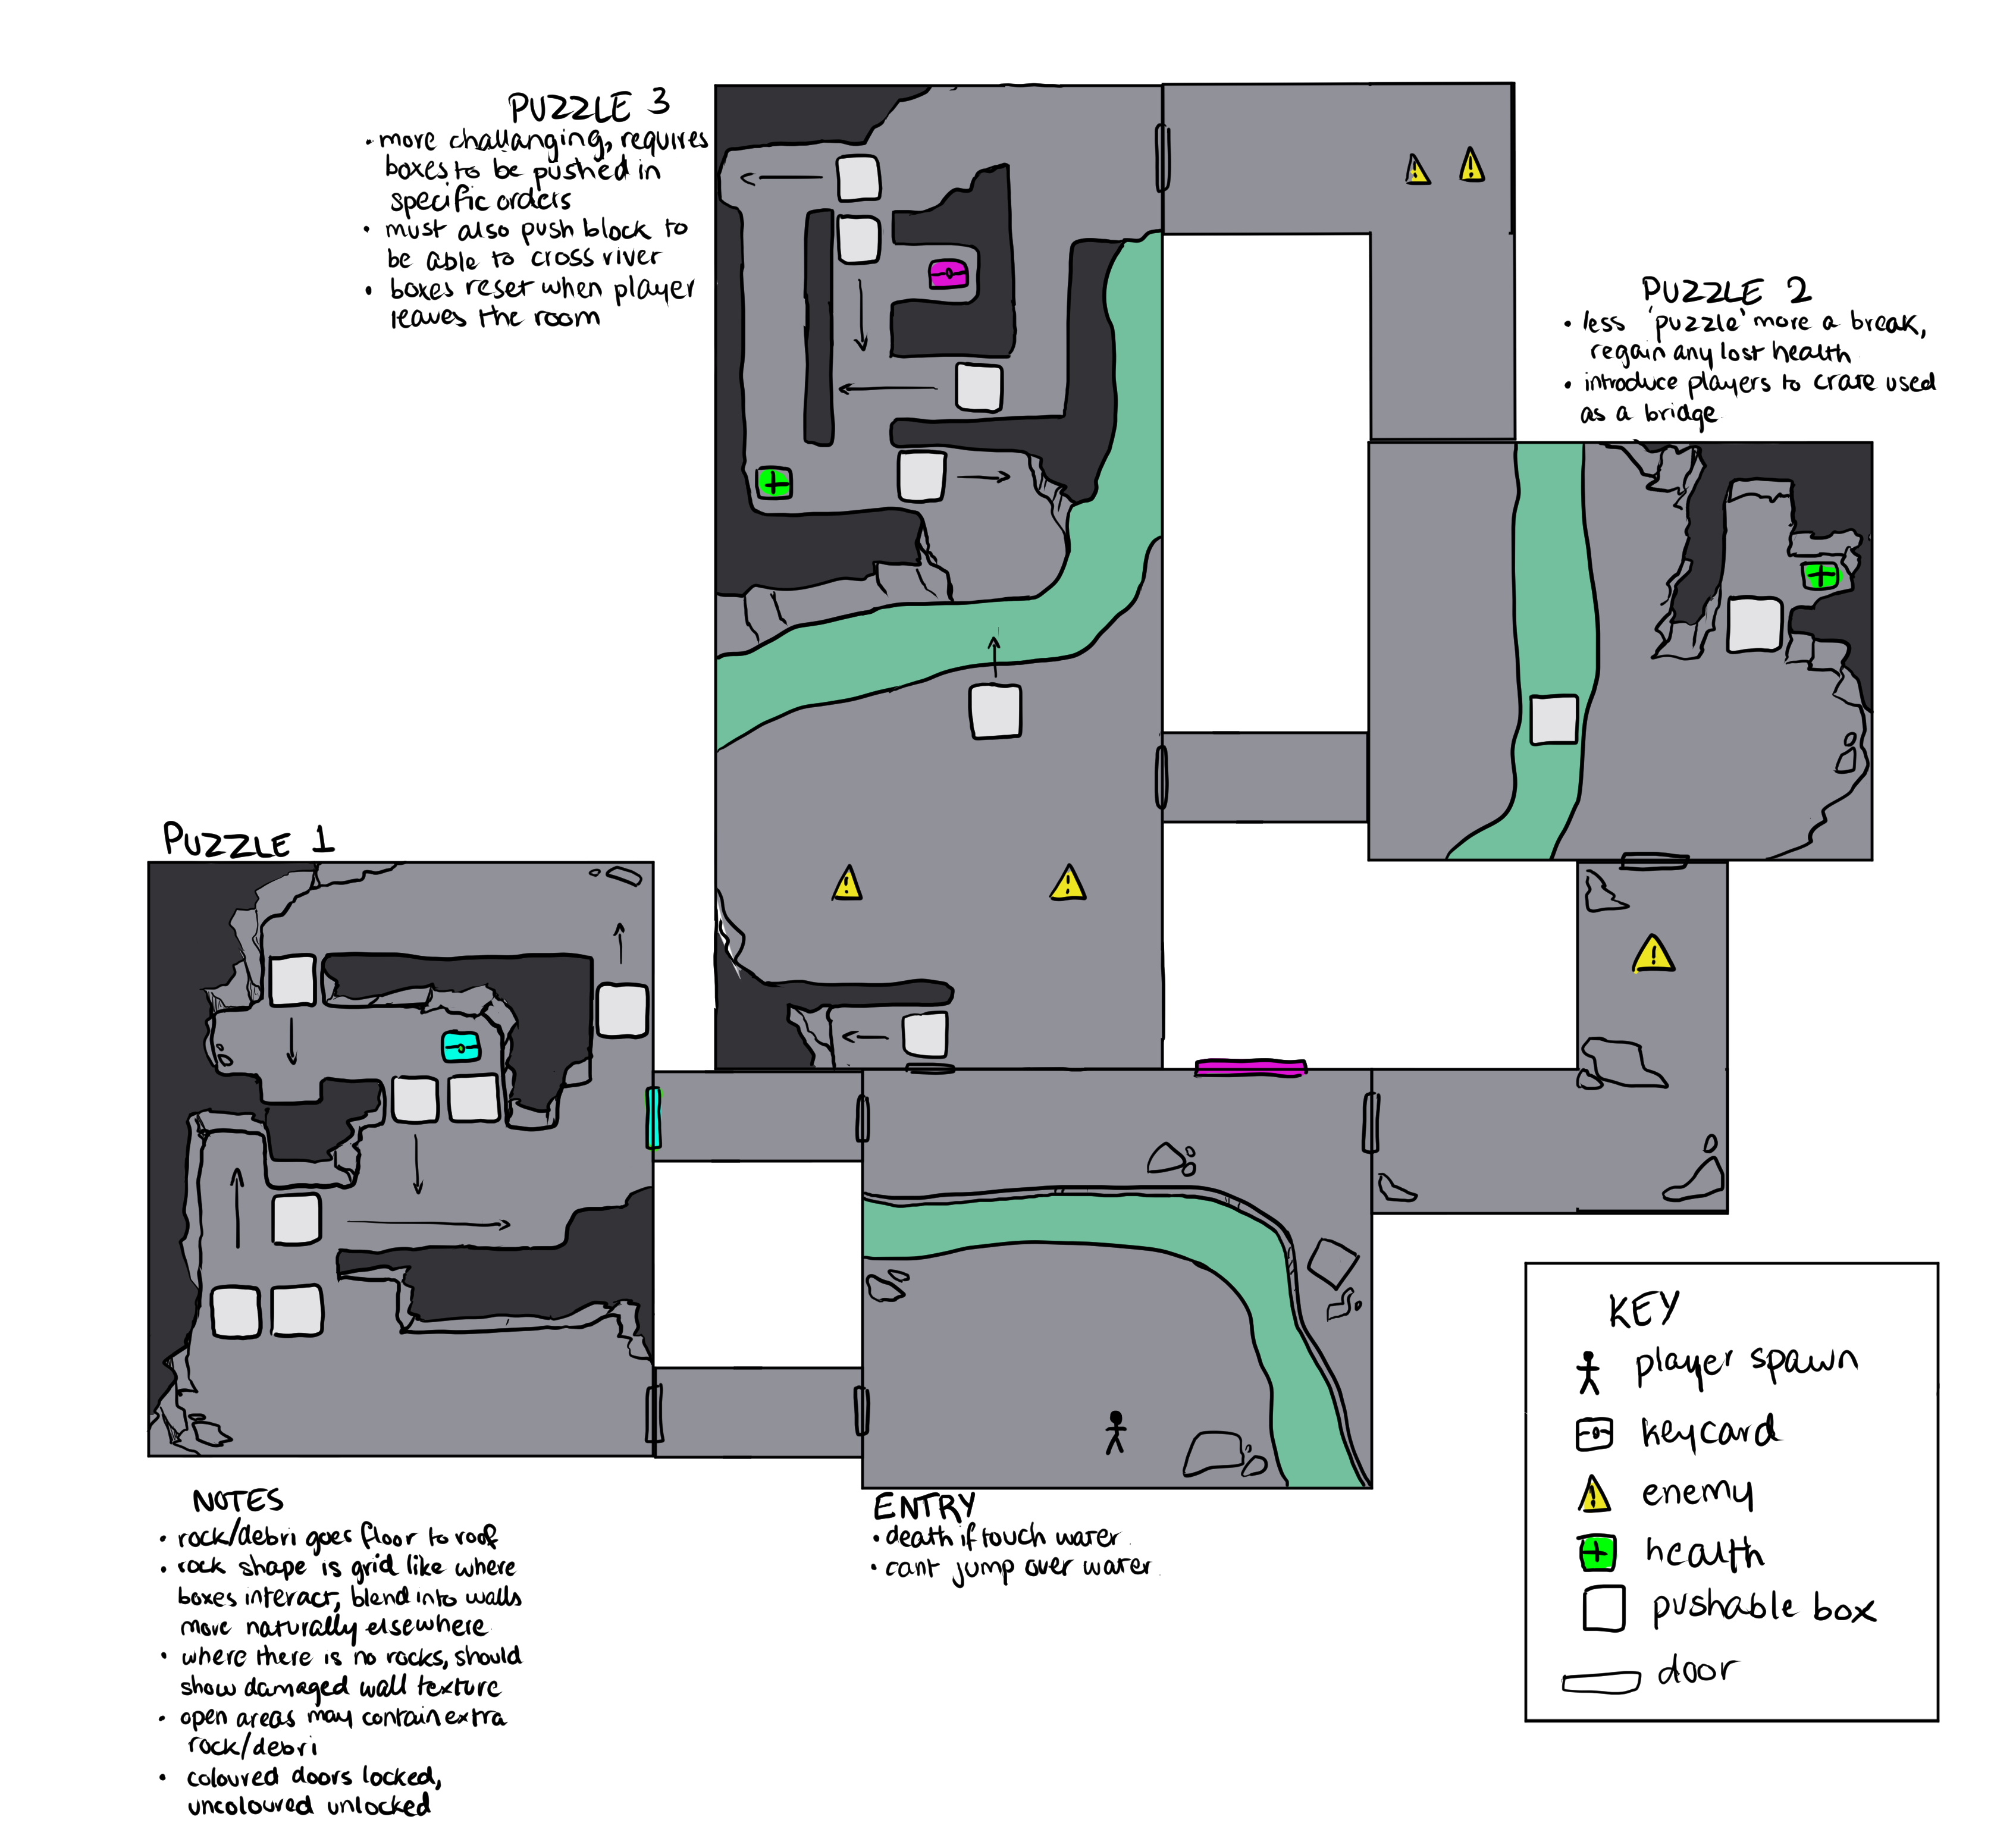 PUZZLE 3
• more challanging, requires
boxes to be pushed in
specific orders
• must also push block to
be able to cross river
• boxes reset when player
leaves the room
PUZZLE 2
• less 'puzzle' more a break,
regain any lost health
• introduce players to crate used
as a bridge
PUZZLE 1
NOTES
• rock/debri goes floor to roof
• rock shape is grid like where
boxes interact, blend into walls
more naturally elsewhere
• where there is no rocks, should
show damaged wall texture
• open areas may contain extra
rock/debri
• coloured doors locked,
uncoloured unlocked
ENTRY
• death if touch water
• cant jump over water
KEY
player spawn
keycard
enemy
health
pushable box
door